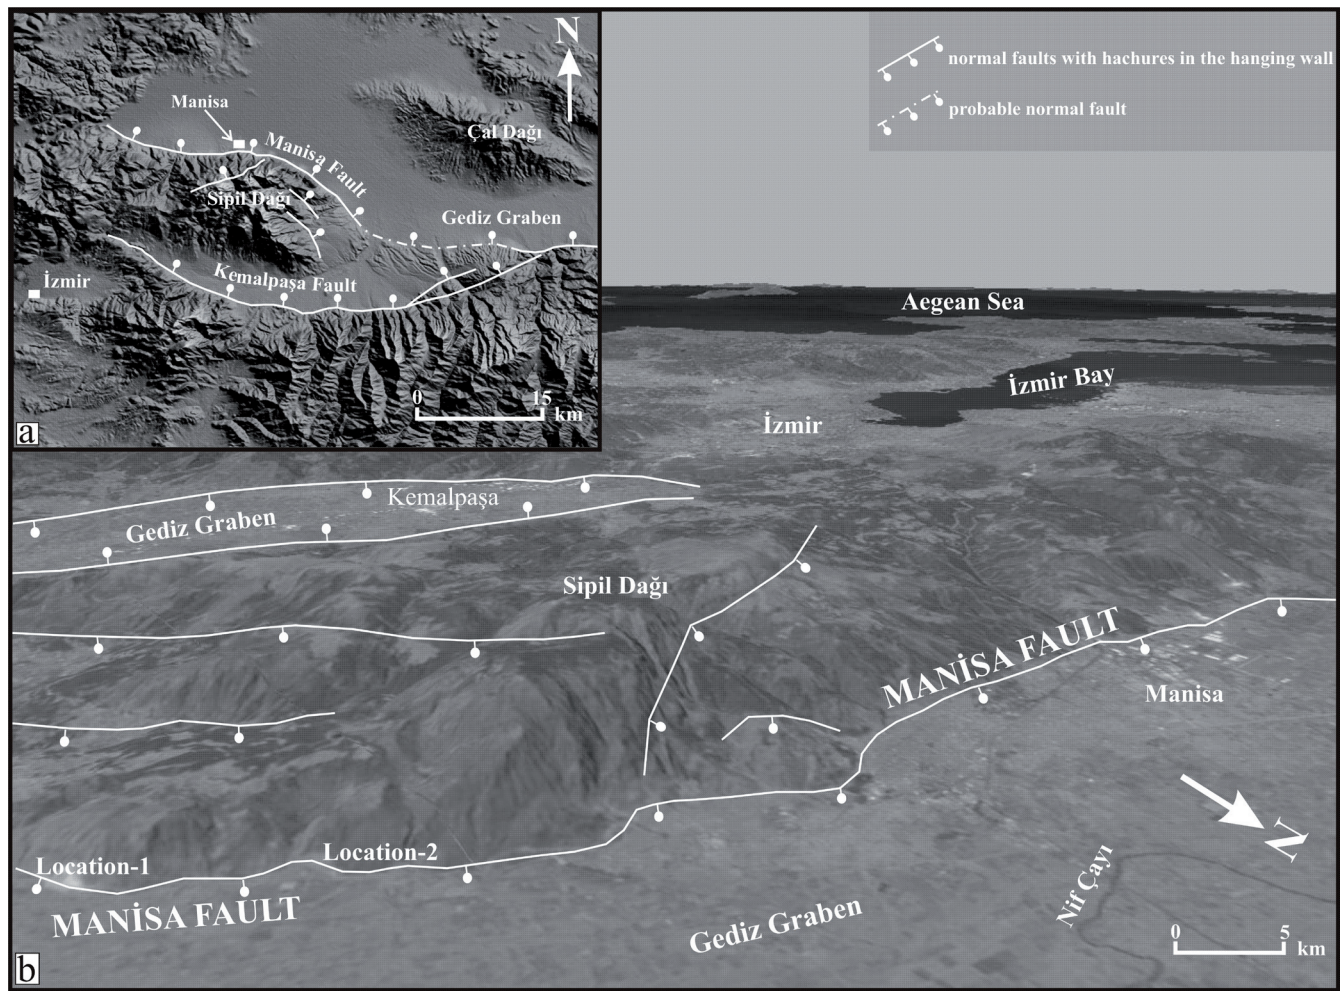 N
Manisa
Çal Dağı
Manisa Fault
Sipil Dağı
Gediz Graben
İzmir
Kemalpaşa Fault
0 15
km
a
normal faults with hachures in the hanging wall
probable normal fault
Aegean Sea
İzmir Bay
İzmir
Kemalpaşa
Gediz Graben
Sipil Dağı
MANİSA FAULT
Manisa
N
Location-1
Location-2
MANİSA FAULT
Gediz Graben
Nif Çayı
0 5
km
b